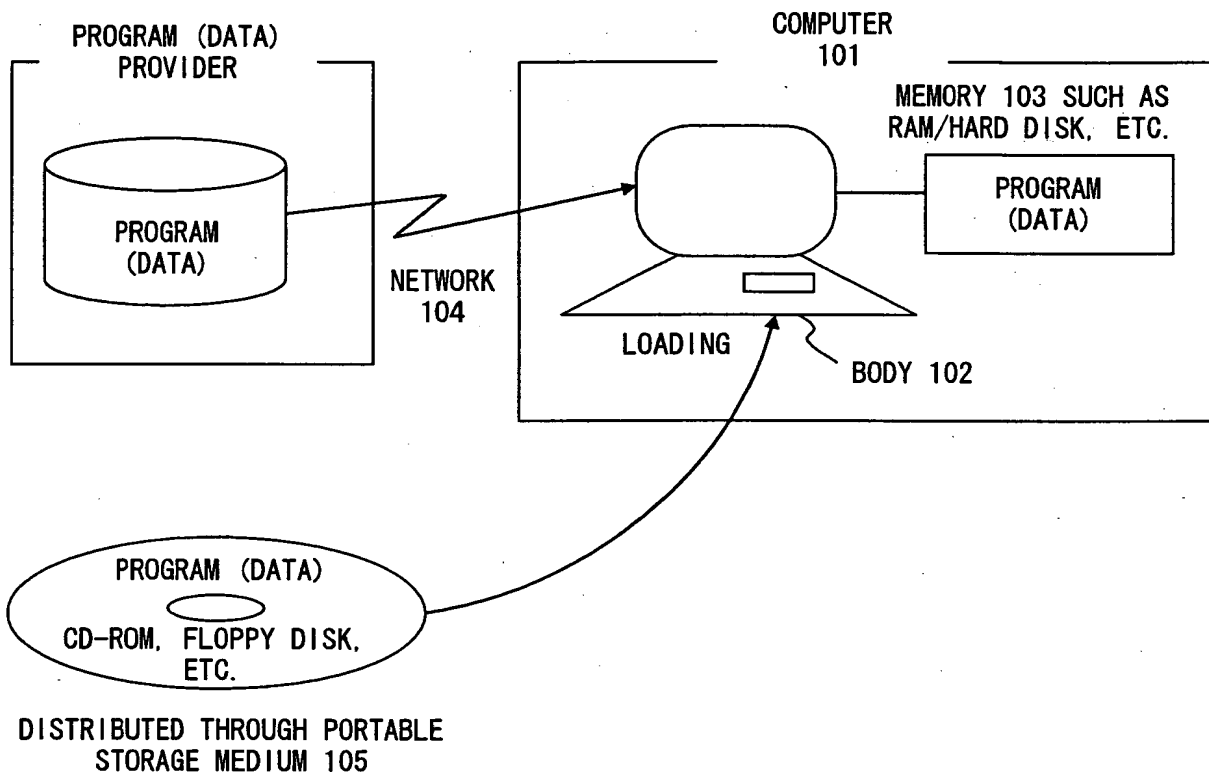 PROGRAM (DATA)
PROVIDER
PROGRAM
(DATA)
NETWORK
104
COMPUTER
101
MEMORY 103 SUCH AS
RAM/HARD DISK, ETC.
PROGRAM
(DATA)
LOADING
BODY 102
PROGRAM (DATA)
CD-ROM, FLOPPY DISK,
ETC.
DISTRIBUTED THROUGH PORTABLE
STORAGE MEDIUM 105